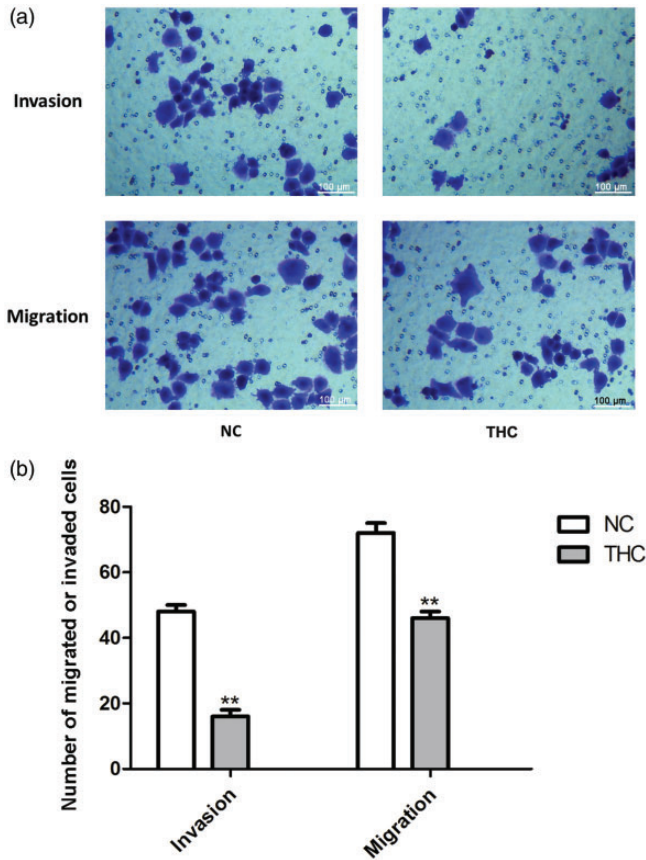 (a)
Invasion
100 μm
100 μm
Migration
100 μm
100 μm
NC
THC
(b)
Number of migrated or invaded cells
80
60
40
20
0
**
**
NC
THC
Invasion
Migration